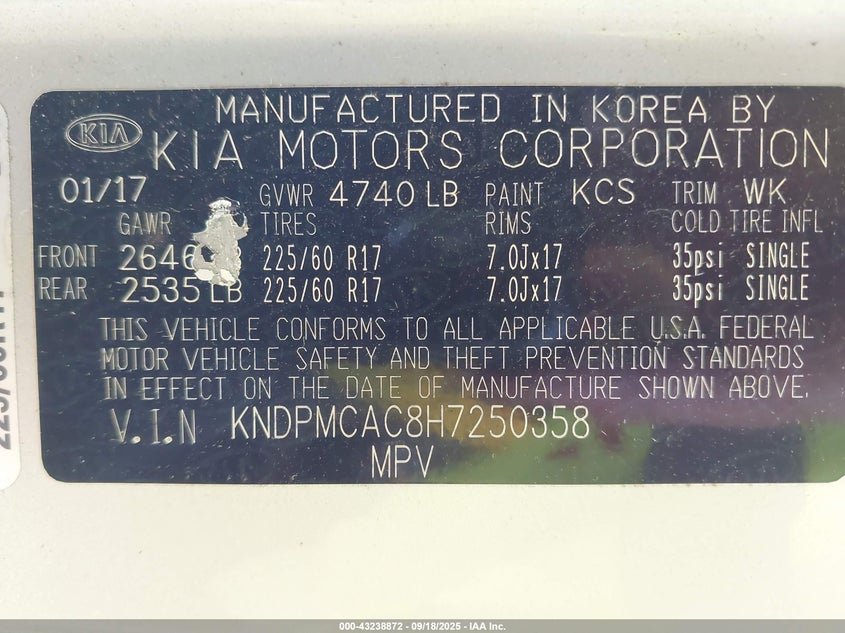 MANUFACTURED IN KOREA BY
KIA KIA MOTORS CORPORATION
01/17 GVWR 4740 LB PAINT KCS TRIM WK
GAWR TIRES RIMS COLD TIRE INFL
FRONT 2646 225/60 R17 7.0Jx17 35psi SINGLE
REAR 2535 LB 225/60 R17 7.0Jx17 35psi SINGLE
THIS VEHICLE CONFORMS TO ALL APPLICABLE U.S.A. FEDERAL
MOTOR VEHICLE SAFETY AND THEFT PREVENTION STANDARDS
IN EFFECT ON THE DATE OF MANUFACTURE SHOWN ABOVE.
V.I.N KNDPMCAC8H7250358
MPV
000-43238872 - 09/18/2025 - IAA Inc.